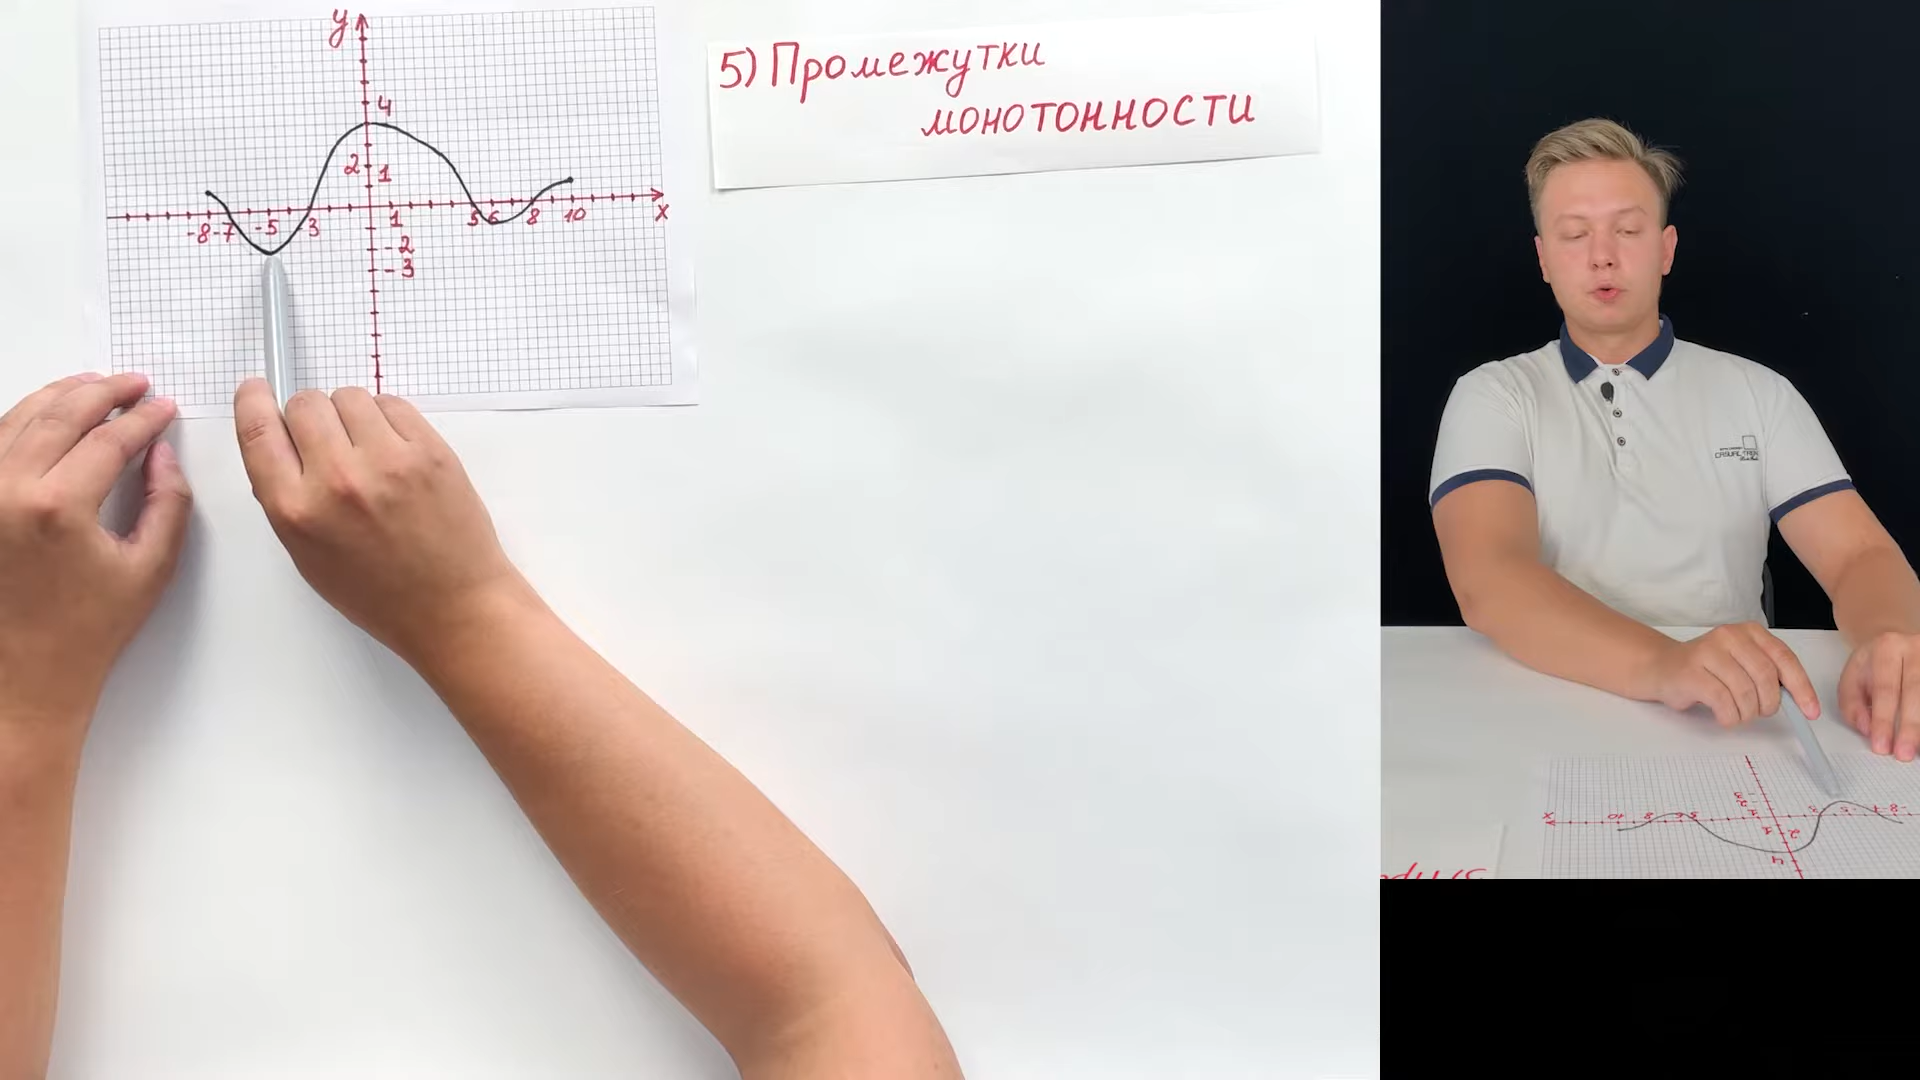 y
5) Промежутки
монотонности
4
2
1
-8 -7 -5 -3 1 5 6 8 10 x
-2
-3